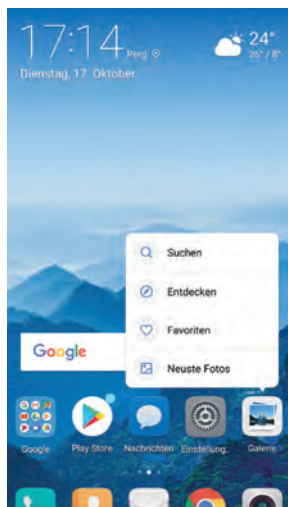 17:14 Perg
24°
26°/8°
Dienstag, 17. Oktober
Suchen
Entdecken
Favoriten
Neuste Fotos
Google
Google
Play Store
Nachrichten
Einstellung..
Galerie